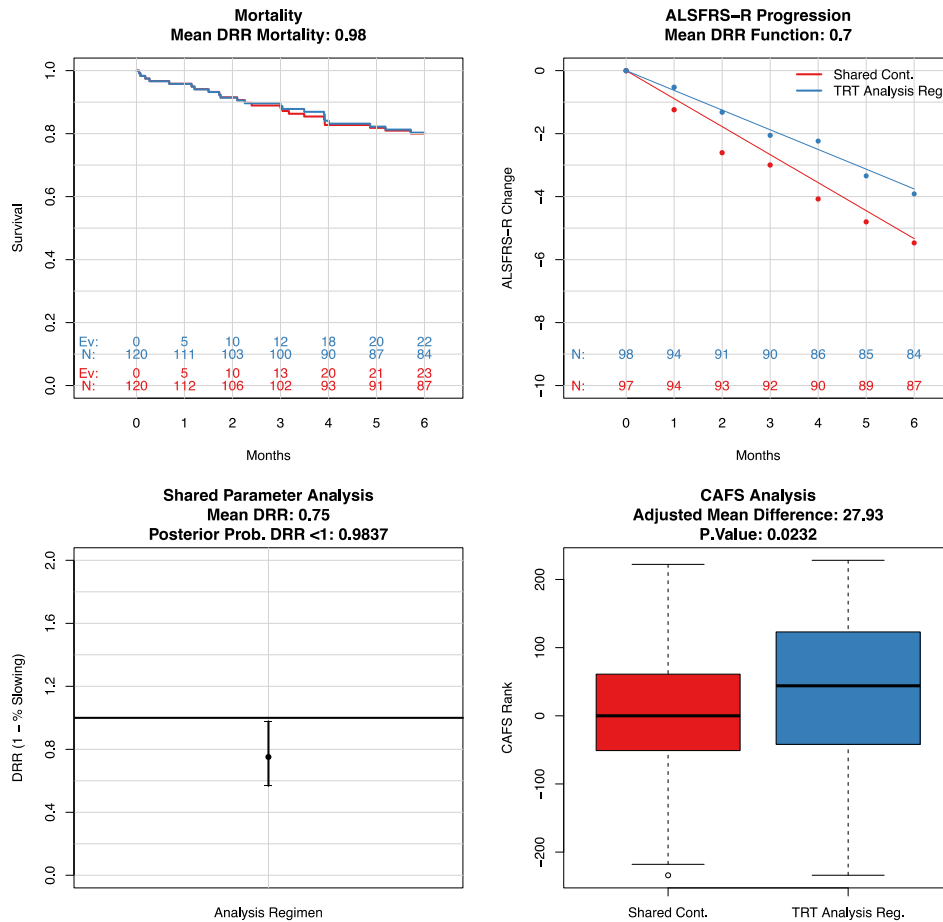 Mortality
Mean DRR Mortality: 0.98
Survival
1.0
0.8
0.6
0.4
0.2
0.0
Ev: 0 5 10 12 18 20 22
N: 120 111 103 100 90 87 84
Ev: 0 5 10 13 20 21 23
N: 120 112 106 102 93 91 87
0 1 2 3 4 5 6
Months
ALSFRS−R Progression
Mean DRR Function: 0.7
ALSFRS−R Change
0
−2
−4
−6
−8
−10
Shared Cont.
TRT Analysis Reg.
N: 98 94 91 90 86 85 84
N: 97 94 93 92 90 89 87
0 1 2 3 4 5 6
Months
Shared Parameter Analysis
Mean DRR: 0.75
Posterior Prob. DRR <1: 0.9837
DRR (1 − % Slowing)
2.0
1.6
1.2
0.8
0.4
0.0
Analysis Regimen
CAFS Analysis
Adjusted Mean Difference: 27.93
P.Value: 0.0232
CAFS Rank
200
100
0
−100
−200
Shared Cont. TRT Analysis Reg.